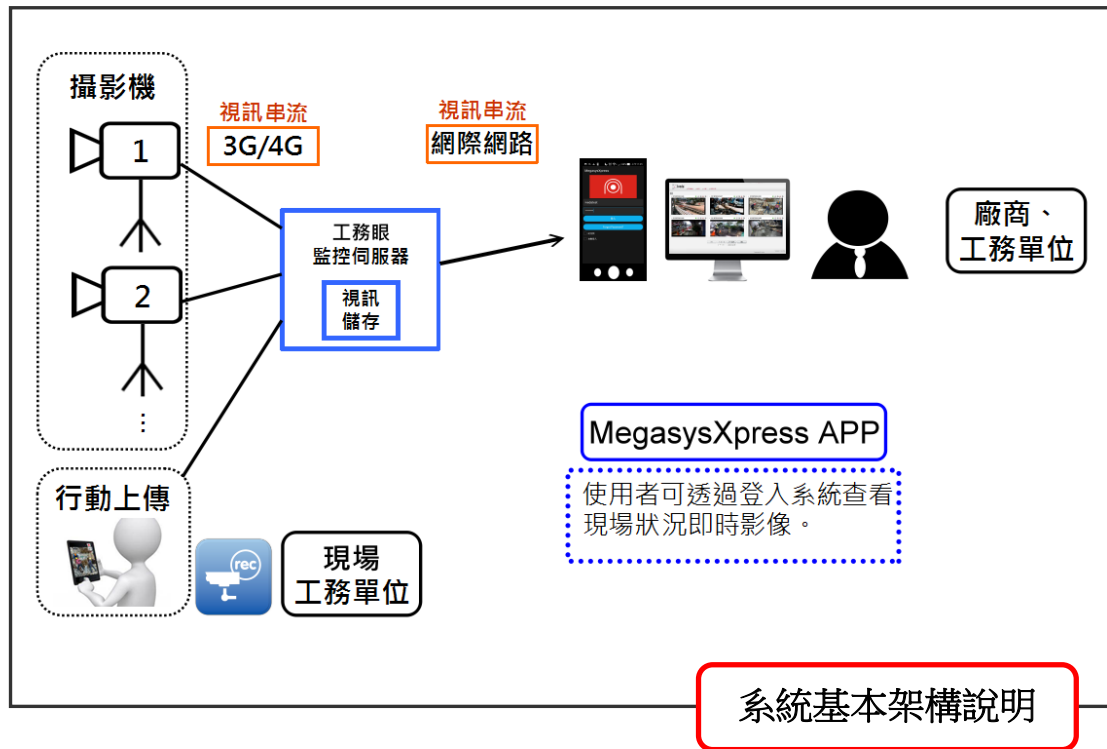 攝影機
1
2
⋮
視訊串流
3G/4G
視訊串流
網際網路
工務眼
監控伺服器
視訊
儲存
MegasysXpress
廠商、
工務單位
MegasysXpress APP
使用者可透過登入系統查看
現場狀況即時影像。
行動上傳
rec
現場
工務單位
系統基本架構說明